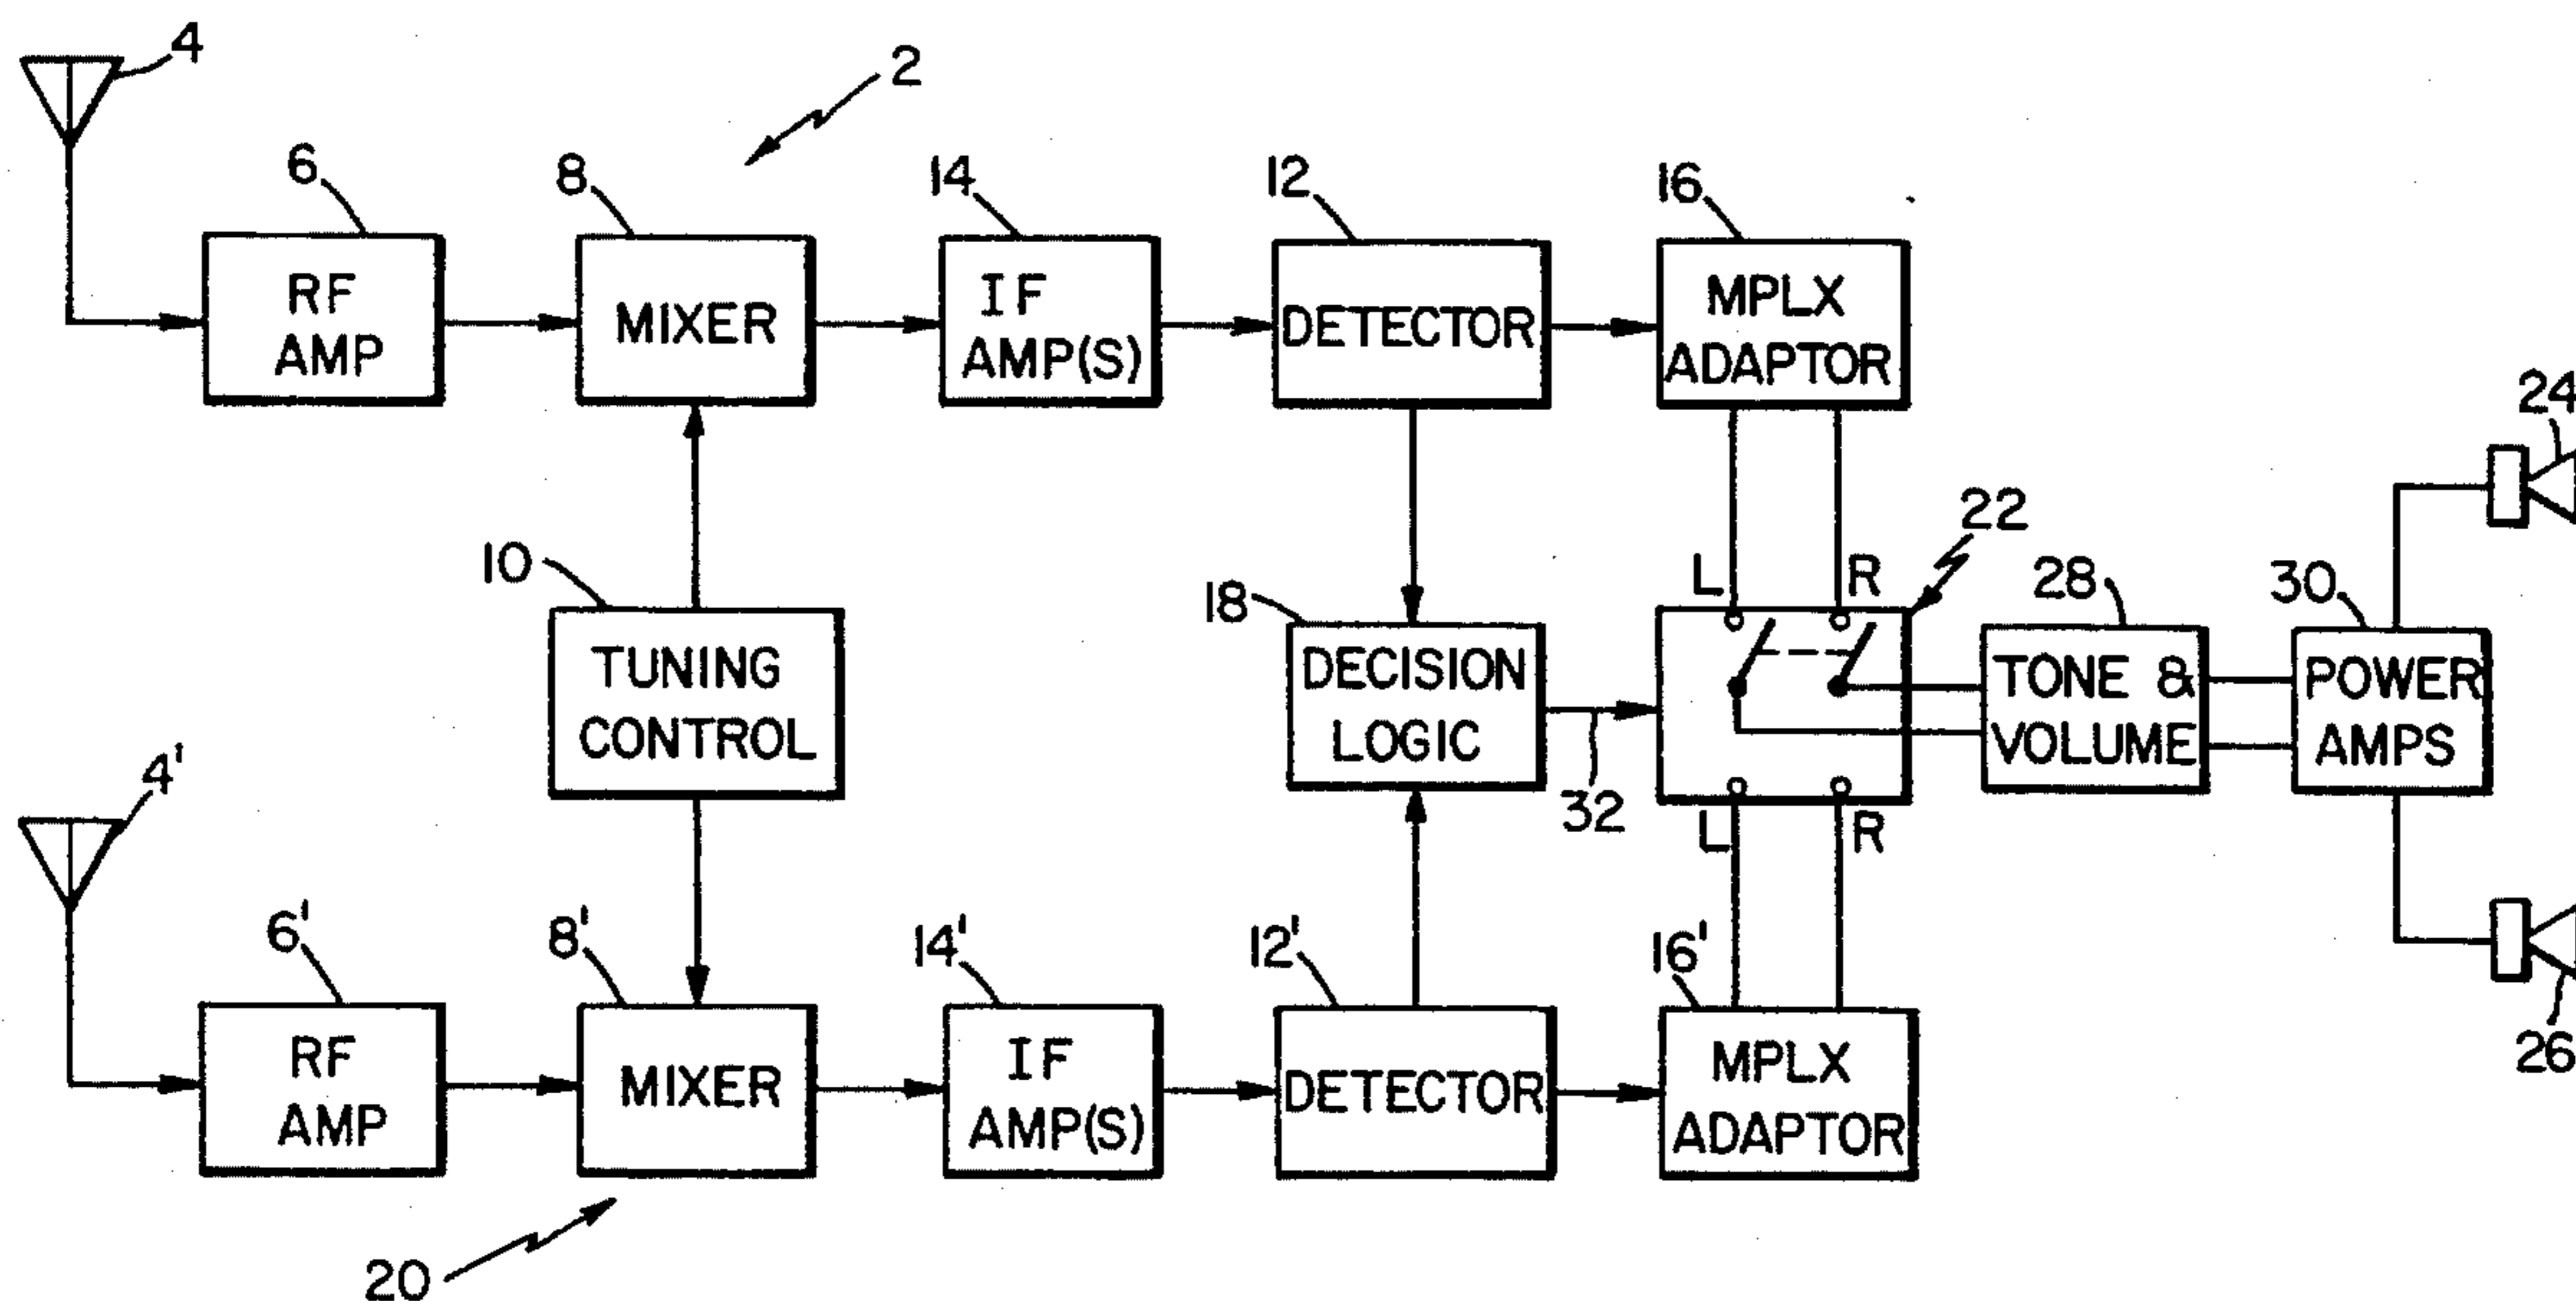 4
2
6
8
14
12
16
RF
AMP
MIXER
IF
AMP(S)
DETECTOR
MPLX
ADAPTOR
24
10
18
L
R
22
28
30
TUNING
CONTROL
DECISION
LOGIC
32
TONE &
VOLUME
POWER
AMPS
4'
L
R
6'
8'
14'
12'
16'
RF
AMP
MIXER
IF
AMP(S)
DETECTOR
MPLX
ADAPTOR
26
20